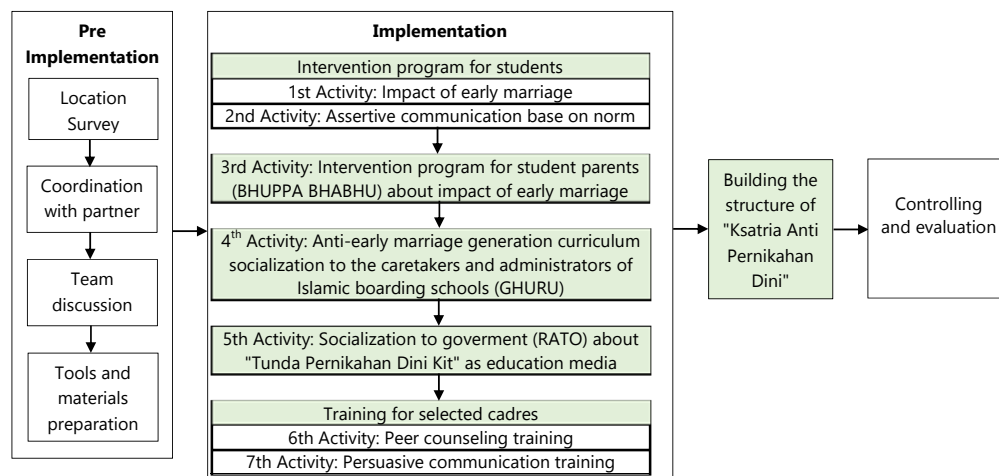 Pre
Implementation
Location
Survey
Coordination
with partner
Team
discussion
Tools and
materials
preparation
Implementation
Intervention program for students
1st Activity: Impact of early marriage
2nd Activity: Assertive communication base on norm
3rd Activity: Intervention program for student parents
(BHUPPA BHABHU) about impact of early marriage
4th Activity: Anti-early marriage generation curriculum
socialization to the caretakers and administrators of
Islamic boarding schools (GHURU)
5th Activity: Socialization to goverment (RATO) about
"Tunda Pernikahan Dini Kit" as education media
Training for selected cadres
6th Activity: Peer counseling training
7th Activity: Persuasive communication training
Building the
structure of
"Ksatria Anti
Pernikahan
Dini"
Controlling
and evaluation